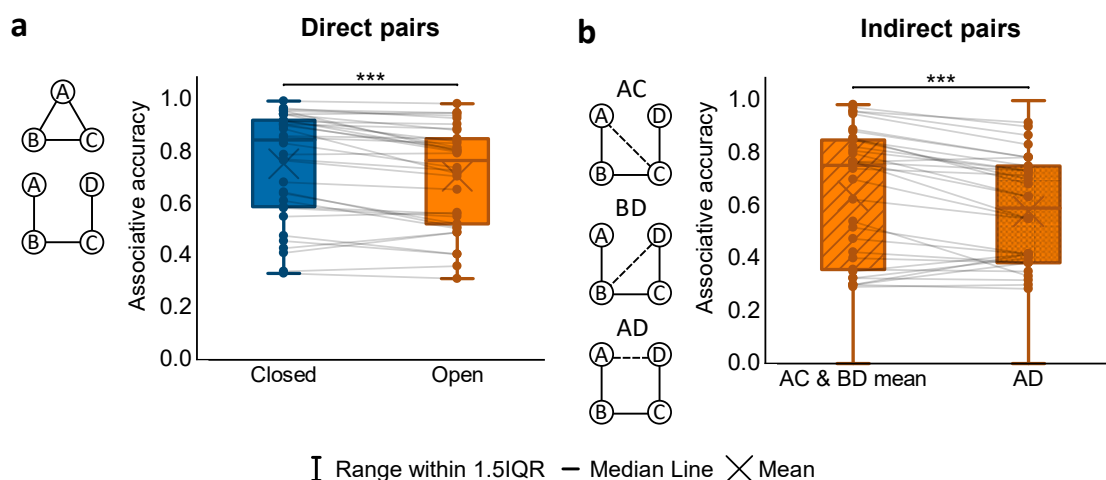 a
Direct pairs
A
B
C
A
D
B
C
Associative accuracy
1.0
0.8
0.6
0.4
0.2
0.0
***
Closed
Open
b
Indirect pairs
AC
A
D
B
C
BD
A
D
B
C
AD
A
D
B
C
Associative accuracy
1.0
0.8
0.6
0.4
0.2
0.0
***
AC & BD mean
AD
Range within 1.5IQR
Median Line
Mean